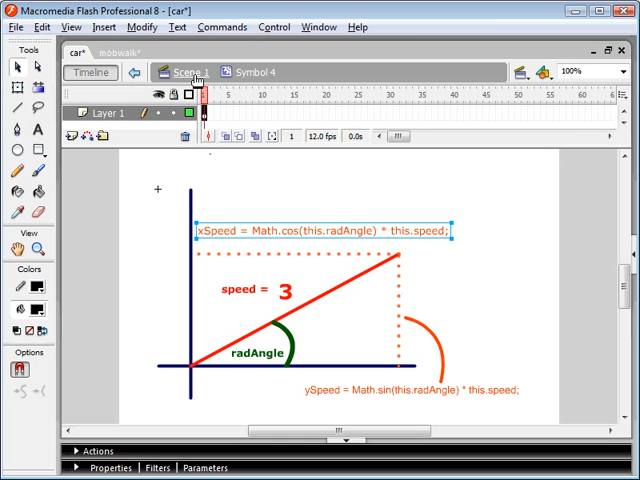 Macromedia Flash Professional 8 - [car*]
File Edit View Insert Modify Text Commands Control Window Help
car* mobwalk*
Timeline Scene 1 Symbol 4 100%
Tools
1 5 10 15 20 25 30 35 40 45 50 55 60 65 70
Layer 1
1 12.0 fps 0.0s
xSpeed = Math.cos(this.radAngle) * this.speed;
speed = 3
radAngle
ySpeed = Math.sin(this.radAngle) * this.speed;
View
Colors
Options
Actions
Properties Filters Parameters